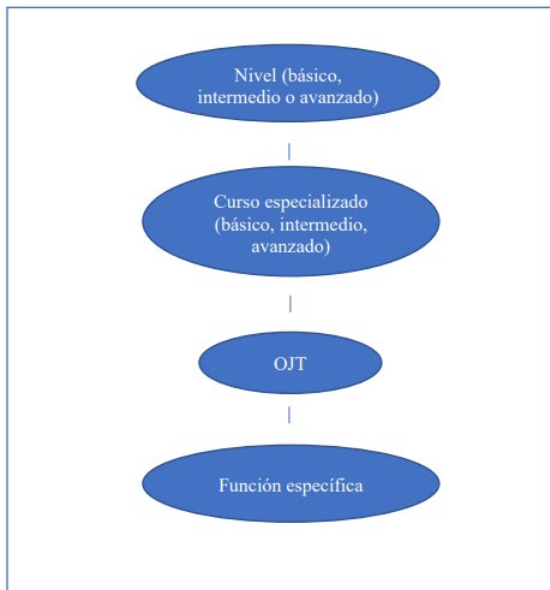 Nivel (básico,
intermedio o avanzado)
Curso especializado
(básico, intermedio,
avanzado)
OJT
Función específica